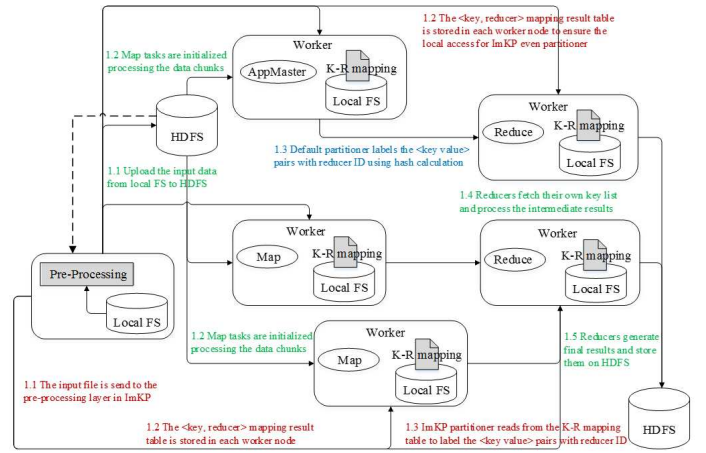 1.2 The <key, reducer> mapping result table
is stored in each worker node to ensure the
local access for ImKP even partitioner
Worker
1.2 Map tasks are initialized
processing the data chunks
AppMaster
K-R mapping
Local FS
HDFS
Worker
Reduce
K-R mapping
Local FS
1.3 Default partitioner labels the <key value>
pairs with reducer ID using hash calculation
1.1 Upload the input data
from local FS to HDFS
1.4 Reducers fetch their own key list
and process the intermediate results
Worker
Map
K-R mapping
Local FS
Worker
Reduce
K-R mapping
Local FS
Pre-Processing
Local FS
1.2 Map tasks are initialized
processing the data chunks
Worker
Map
K-R mapping
Local FS
1.5 Reducers generate
final results and store
them on HDFS
1.1 The input file is send to the
pre-processing layer in ImKP
1.2 The <key, reducer> mapping result
table is stored in each worker node
1.3 ImKP partitioner reads from the K-R mapping
table to label the <key value> pairs with reducer ID
HDFS